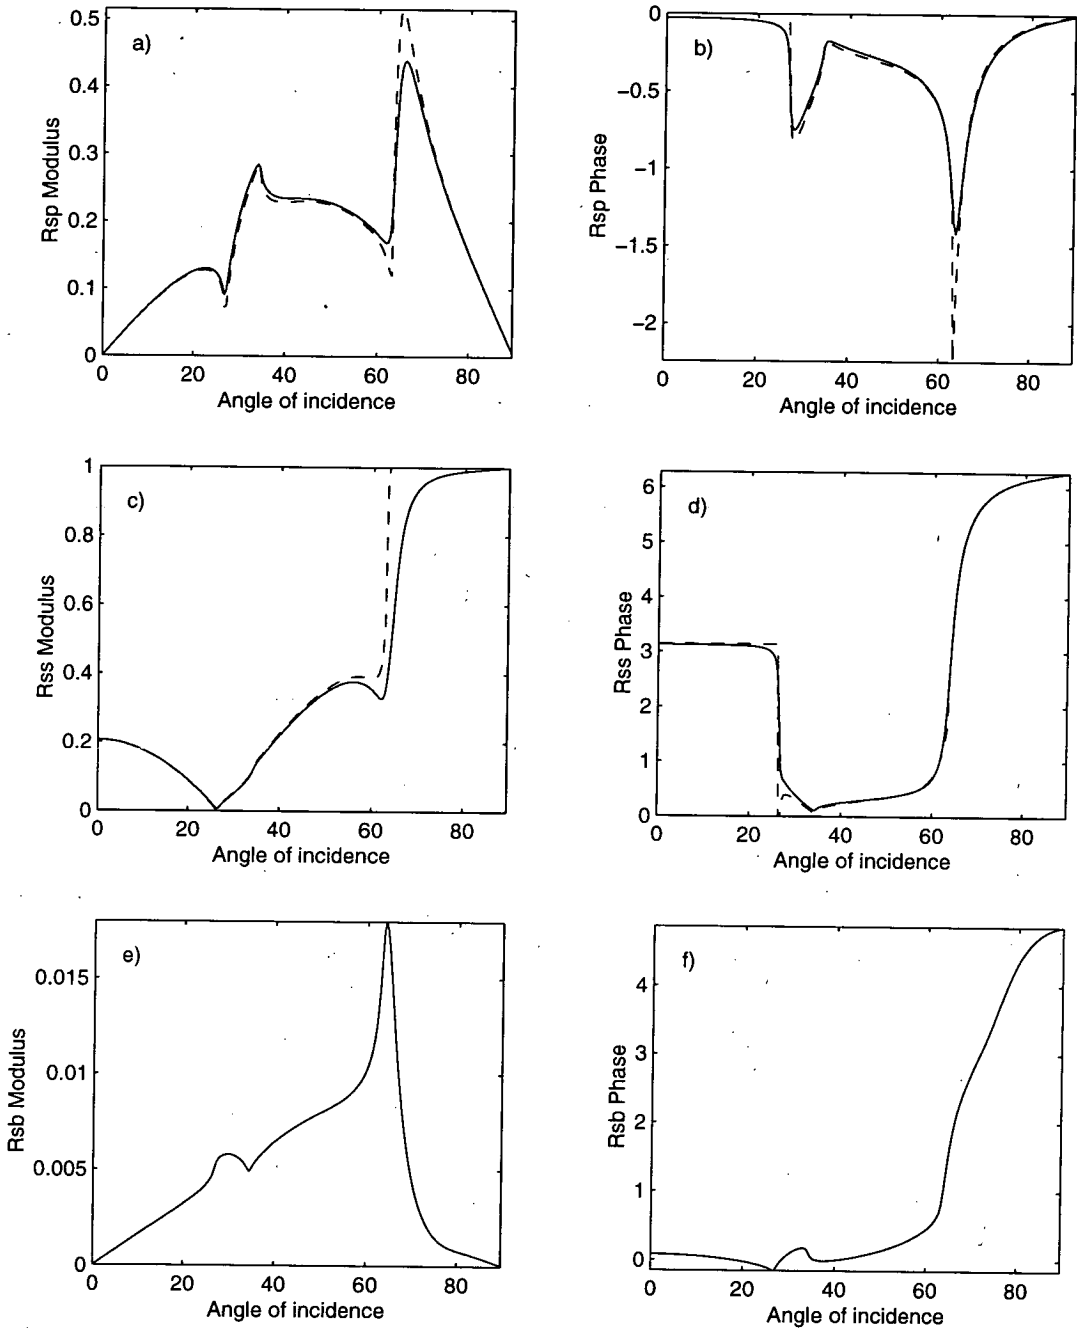 a)
Rsp Modulus
0.5
0.4
0.3
0.2
0.1
0
0 20 40 60 80
Angle of incidence
b)
Rsp Phase
0
−0.5
−1
−1.5
−2
0 20 40 60 80
Angle of incidence
c)
Rss Modulus
1
0.8
0.6
0.4
0.2
0
0 20 40 60 80
Angle of incidence
d)
Rss Phase
6
5
4
3
2
1
0
0 20 40 60 80
Angle of incidence
e)
Rsb Modulus
0.015
0.01
0.005
0
0 20 40 60 80
Angle of incidence
f)
Rsb Phase
4
3
2
1
0
0 20 40 60 80
Angle of incidence